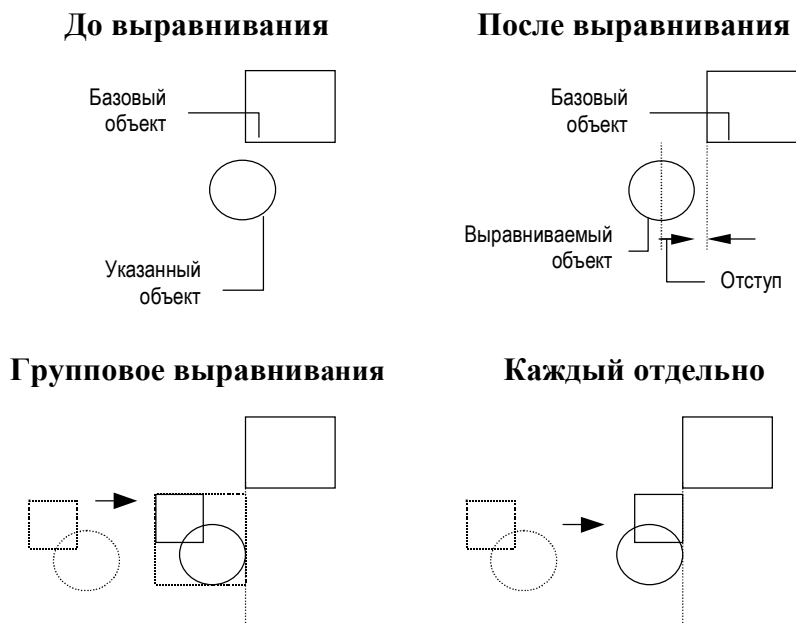 До выравнивания
После выравнивания
Базовый
объект
Базовый
объект
Указанный
объект
Выравниваемый
объект
Отступ
Групповое выравнивания
Каждый отдельно